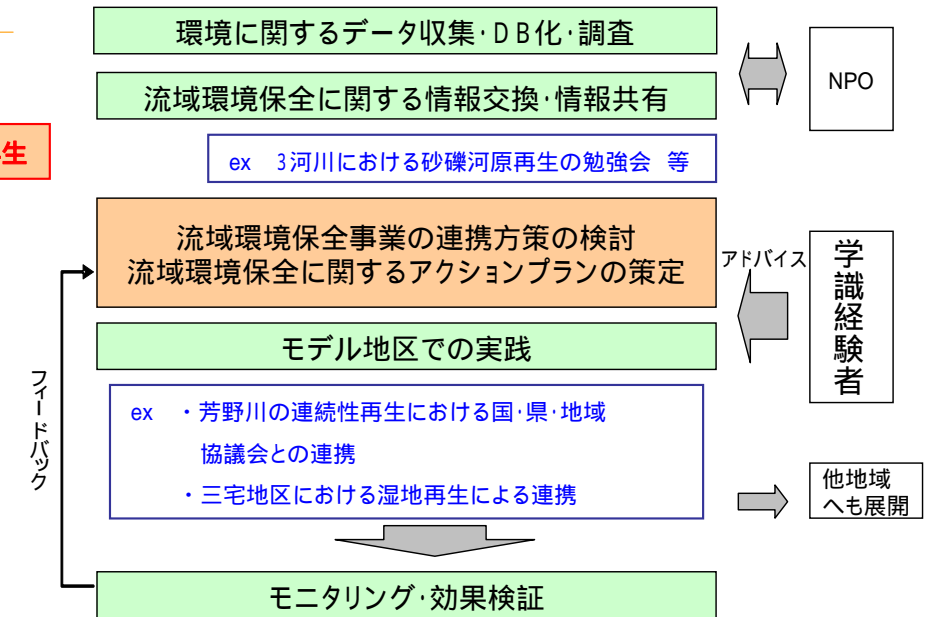 環境に関するデータ収集・DB化・調査
NPO
流域環境保全に関する情報交換・情報共有
生
ex 3河川における砂礫河原再生の勉強会 等
流域環境保全事業の連携方策の検討
流域環境保全に関するアクションプランの策定
アドバイス
学識経験者
モデル地区での実践
フィードバック
ex ・芳野川の連続性再生における国・県・地域
協議会との連携
・三宅地区における湿地再生による連携
他地域
へも展開
モニタリング・効果検証